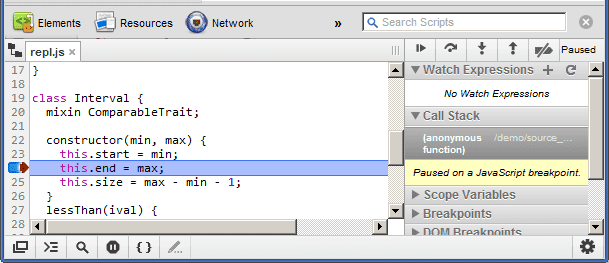 Elements Resources Network » Search Scripts
repl.js × Paused
17 }
18
19 class Interval {
20 mixin ComparableTrait;
21
22 constructor(min, max) {
23 this.start = min;
this.end = max;
25 this.size = max - min - 1;
26 }
27 lessThan(ival) {
28
Watch Expressions
No Watch Expressions
Call Stack
(anonymous function) /demo/source_...
Paused on a JavaScript breakpoint.
Scope Variables
Breakpoints
DOM Breakpoints